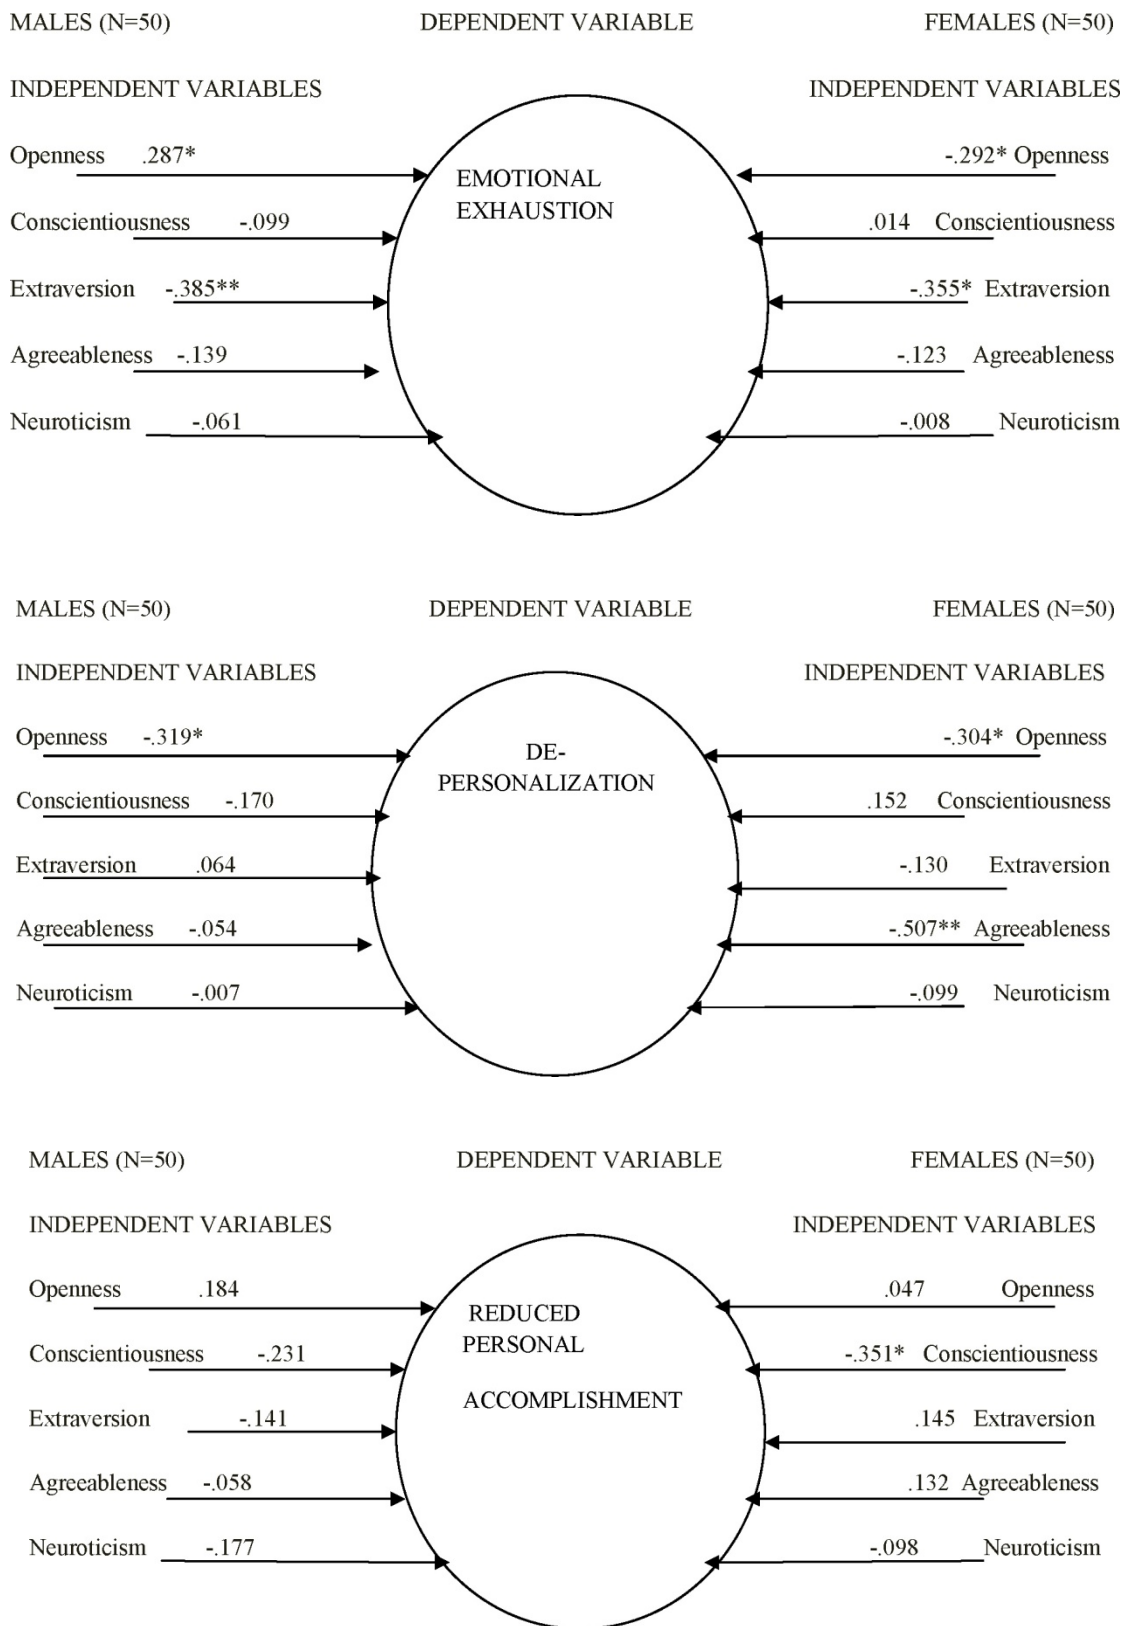 MALES (N=50) DEPENDENT VARIABLE FEMALES (N=50)
INDEPENDENT VARIABLES INDEPENDENT VARIABLES
Openness .287* -.292* Openness
EMOTIONAL
EXHAUSTION
Conscientiousness -.099 .014 Conscientiousness
Extraversion -.385** -.355* Extraversion
Agreeableness -.139 -.123 Agreeableness
Neuroticism -.061 -.008 Neuroticism
MALES (N=50) DEPENDENT VARIABLE FEMALES (N=50)
INDEPENDENT VARIABLES INDEPENDENT VARIABLES
Openness -.319* -.304* Openness
DE-
PERSONALIZATION
Conscientiousness -.170 .152 Conscientiousness
Extraversion .064 -.130 Extraversion
Agreeableness -.054 -.507** Agreeableness
Neuroticism -.007 -.099 Neuroticism
MALES (N=50) DEPENDENT VARIABLE FEMALES (N=50)
INDEPENDENT VARIABLES INDEPENDENT VARIABLES
Openness .184 .047 Openness
REDUCED
PERSONAL
ACCOMPLISHMENT
Conscientiousness -.231 -.351* Conscientiousness
Extraversion -.141 .145 Extraversion
Agreeableness -.058 .132 Agreeableness
Neuroticism -.177 -.098 Neuroticism